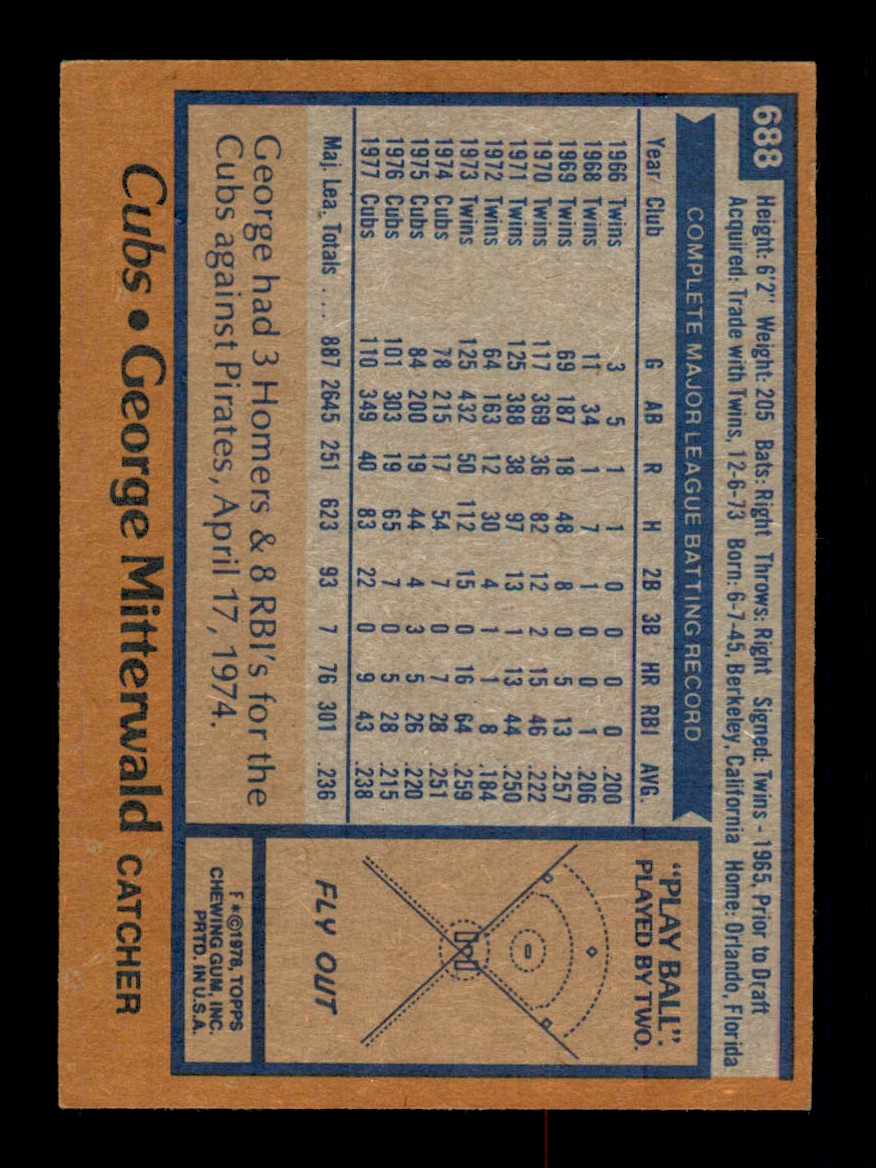 688
Height: 6'2" Weight: 205 Bats: Right Throws: Right Signed: Twins - 1965, Prior to Draft
Acquired: Trade with Twins, 12-6-73 Born: 6-7-45, Berkeley, California Home: Orlando, Florida
COMPLETE MAJOR LEAGUE BATTING RECORD
Year Club G AB R H 2B 3B HR RBI AVG.
1966 Twins 3 5 1 1 0 0 0 0 .200
1968 Twins 11 34 1 7 1 0 0 1 .206
1969 Twins 69 187 18 48 8 0 5 13 .257
1970 Twins 117 369 36 82 12 2 15 46 .222
1971 Twins 125 388 38 97 13 1 13 44 .250
1972 Twins 64 163 12 30 4 1 1 8 .184
1973 Twins 125 432 50 112 15 0 16 64 .259
1974 Cubs 78 215 17 54 7 0 7 28 .251
1975 Cubs 84 200 19 44 4 3 5 26 .220
1976 Cubs 101 303 19 65 7 0 5 28 .215
1977 Cubs 110 349 40 83 22 0 9 43 .238
Maj. Lea. Totals .... 887 2645 251 623 93 7 76 301 .236
George had 3 Homers & 8 RBI's for the
Cubs against Pirates, April 17, 1974.
"PLAY BALL".
PLAYED BY TWO.
FLY OUT
F*©1978, TOPPS
CHEWING GUM, INC.
PRTD. IN U.S.A.
Cubs • George Mitterwald CATCHER